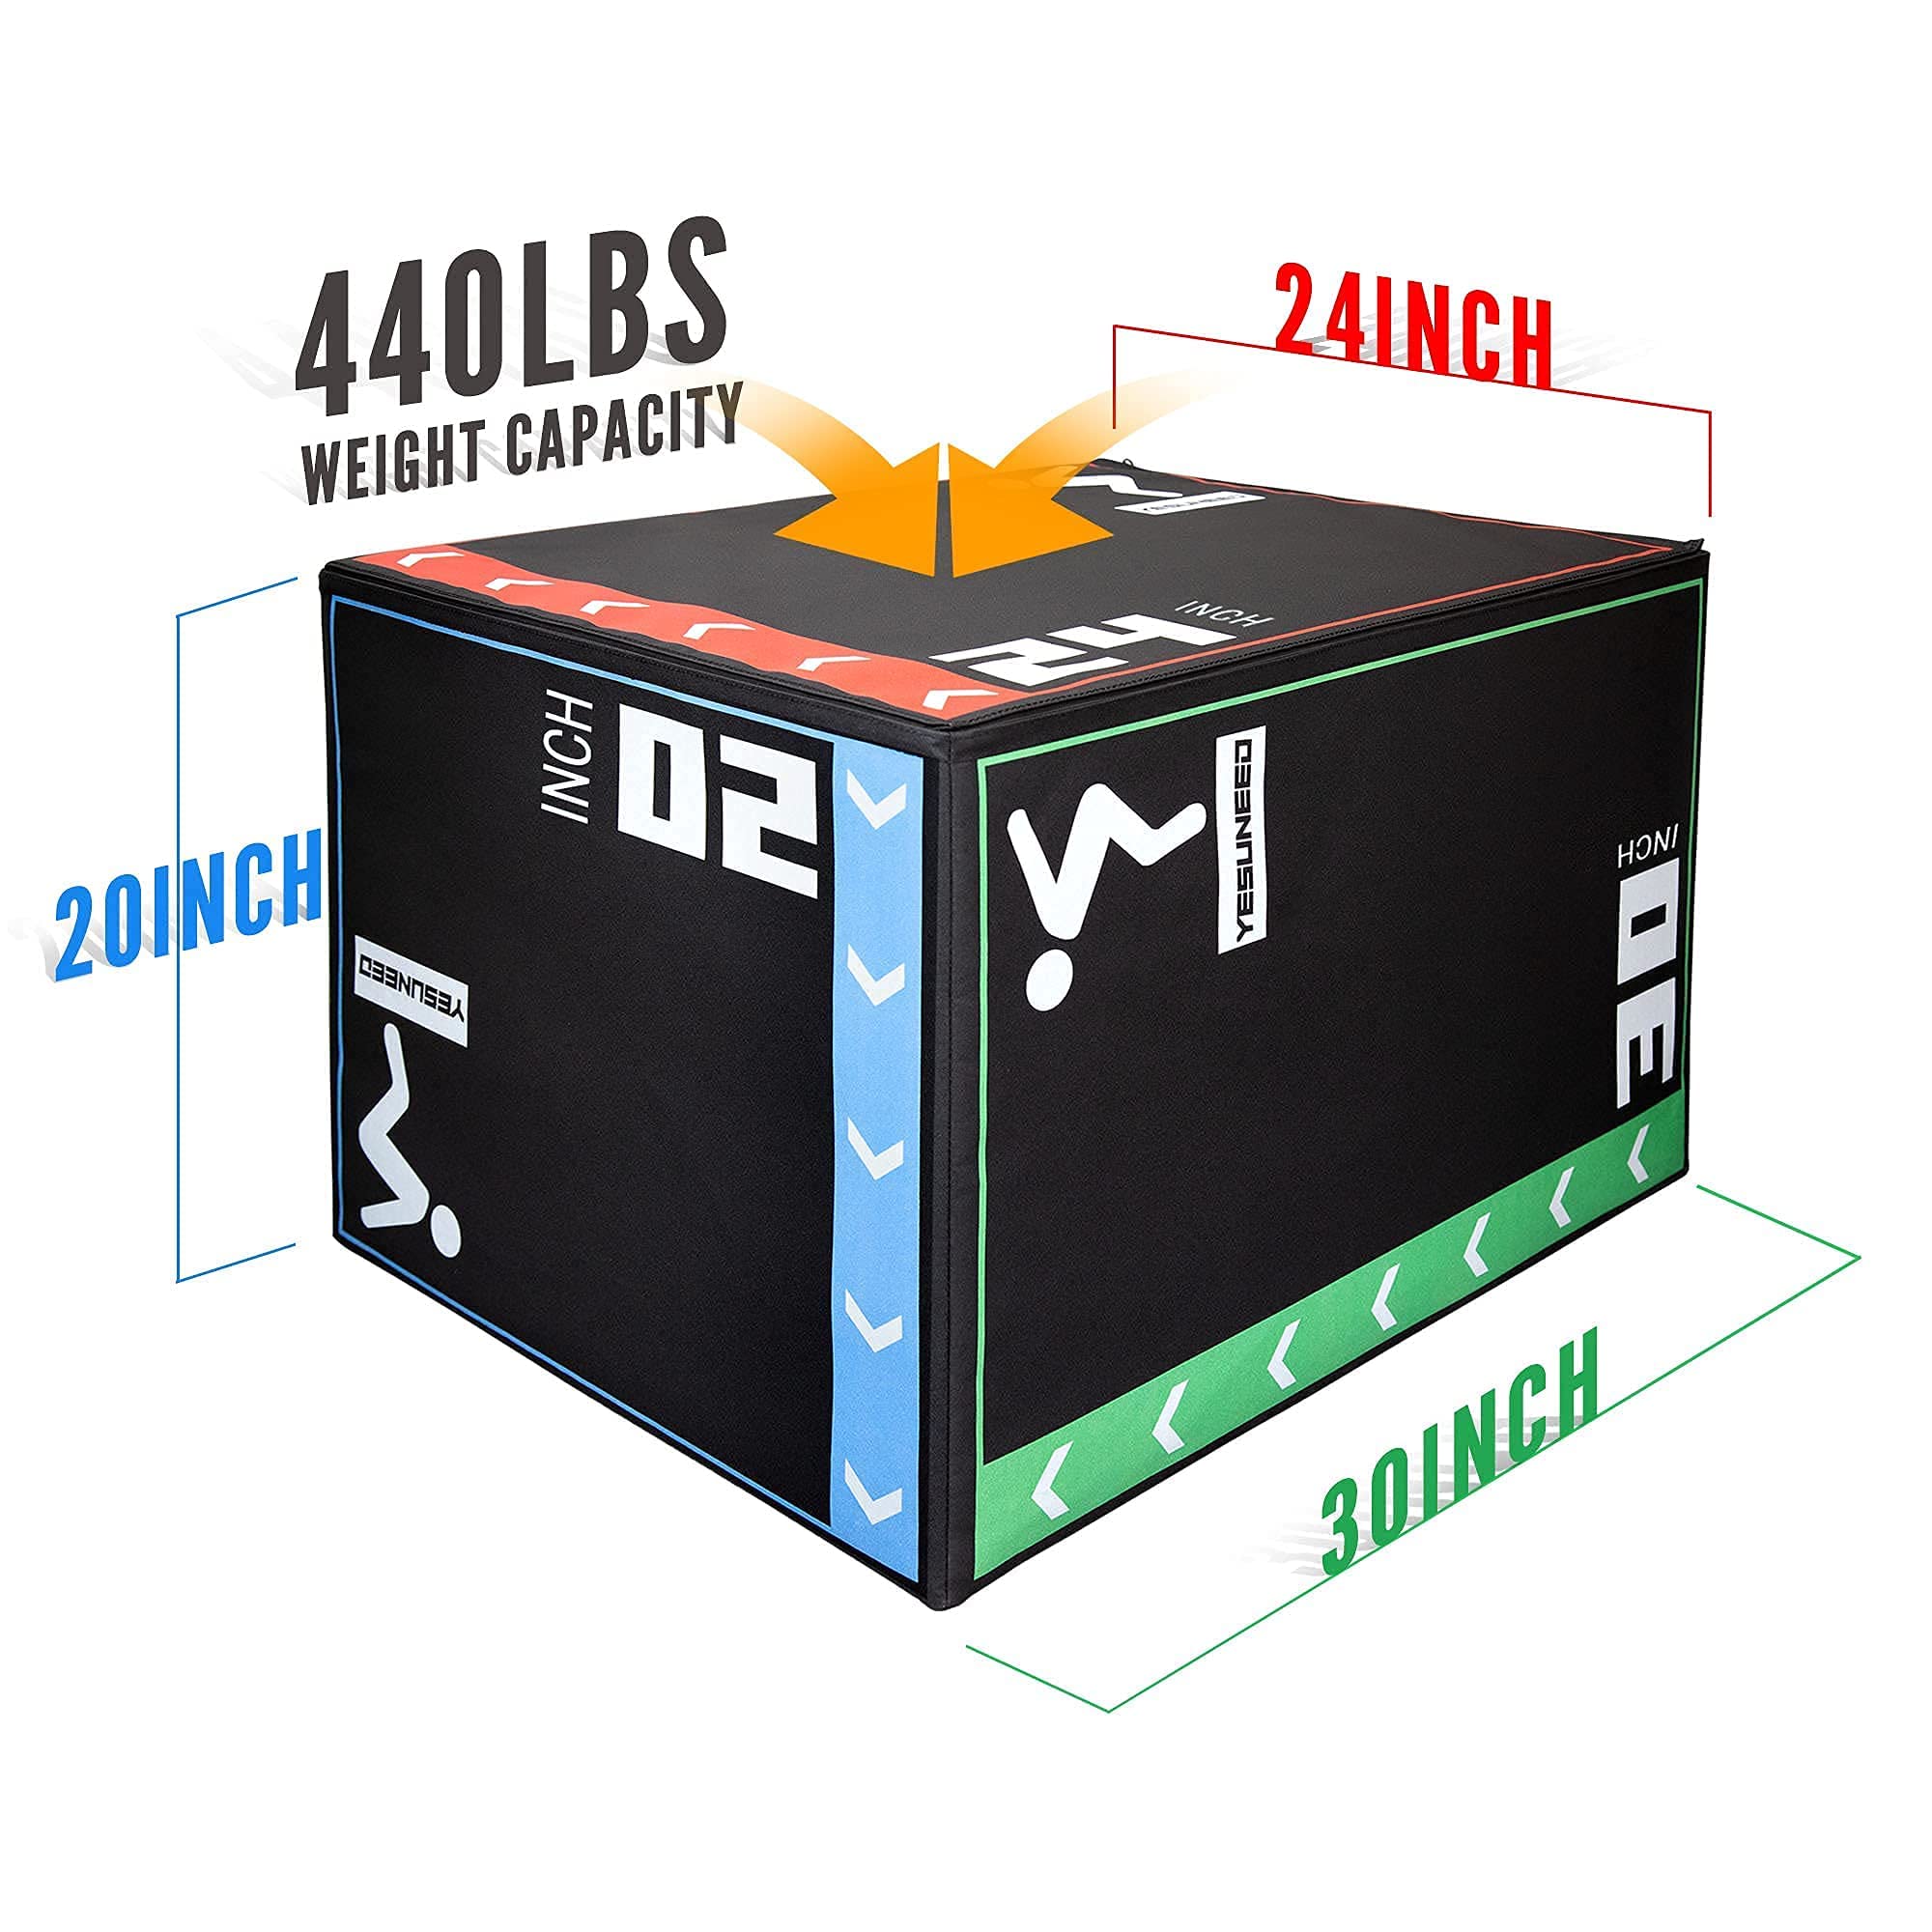 440LBS
WEIGHT CAPACITY
24INCH
YESUNEED
24
INCH
20INCH
INCH
20
YESUNEED
YESUNEED
INCH
30
30INCH